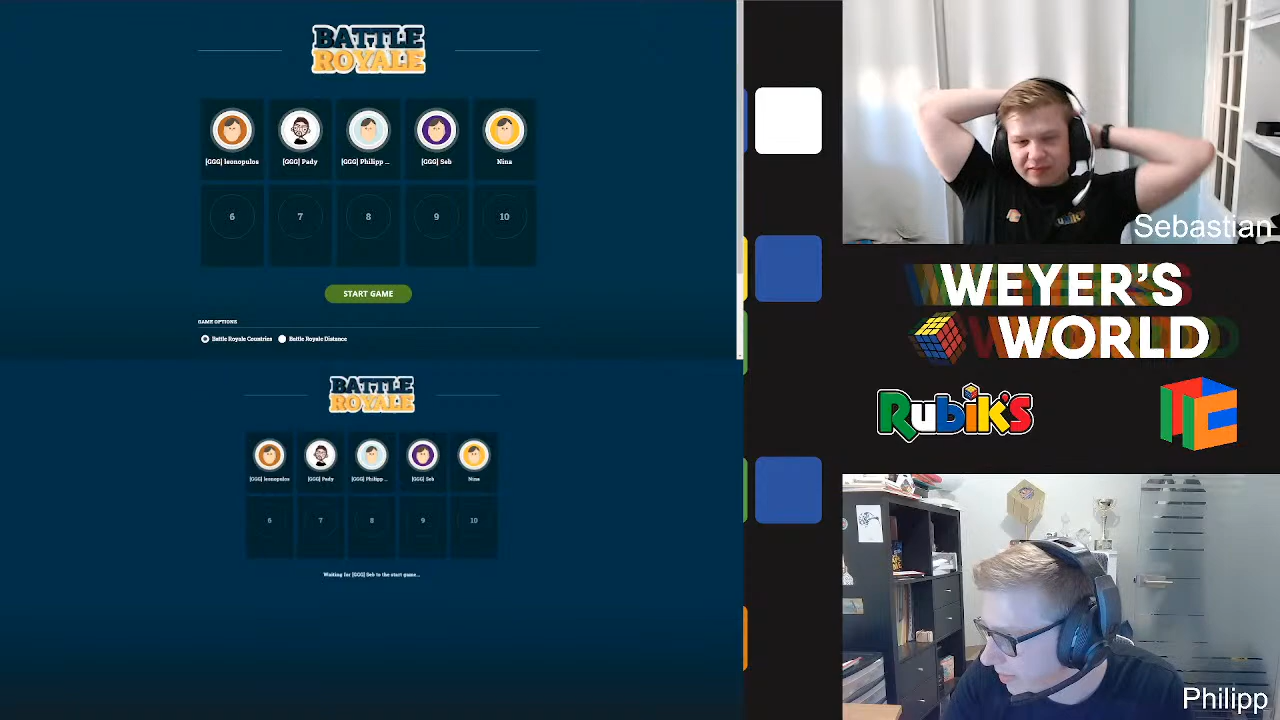 BATTLE
ROYALE
[GGG] leonopulos
[GGG] Pady
[GGG] Philipp ...
[GGG] Seb
Nina
6
7
8
9
10
START GAME
GAME OPTIONS
Battle Royale Countries
Battle Royale Distance
BATTLE
ROYALE
[GGG] leonopulos
[GGG] Pady
[GGG] Philipp ...
[GGG] Seb
Nina
6
7
8
9
10
Waiting for [GGG] Seb to the start game...
Sebastian
WEYER'S
WORLD
Rubik's
Philipp